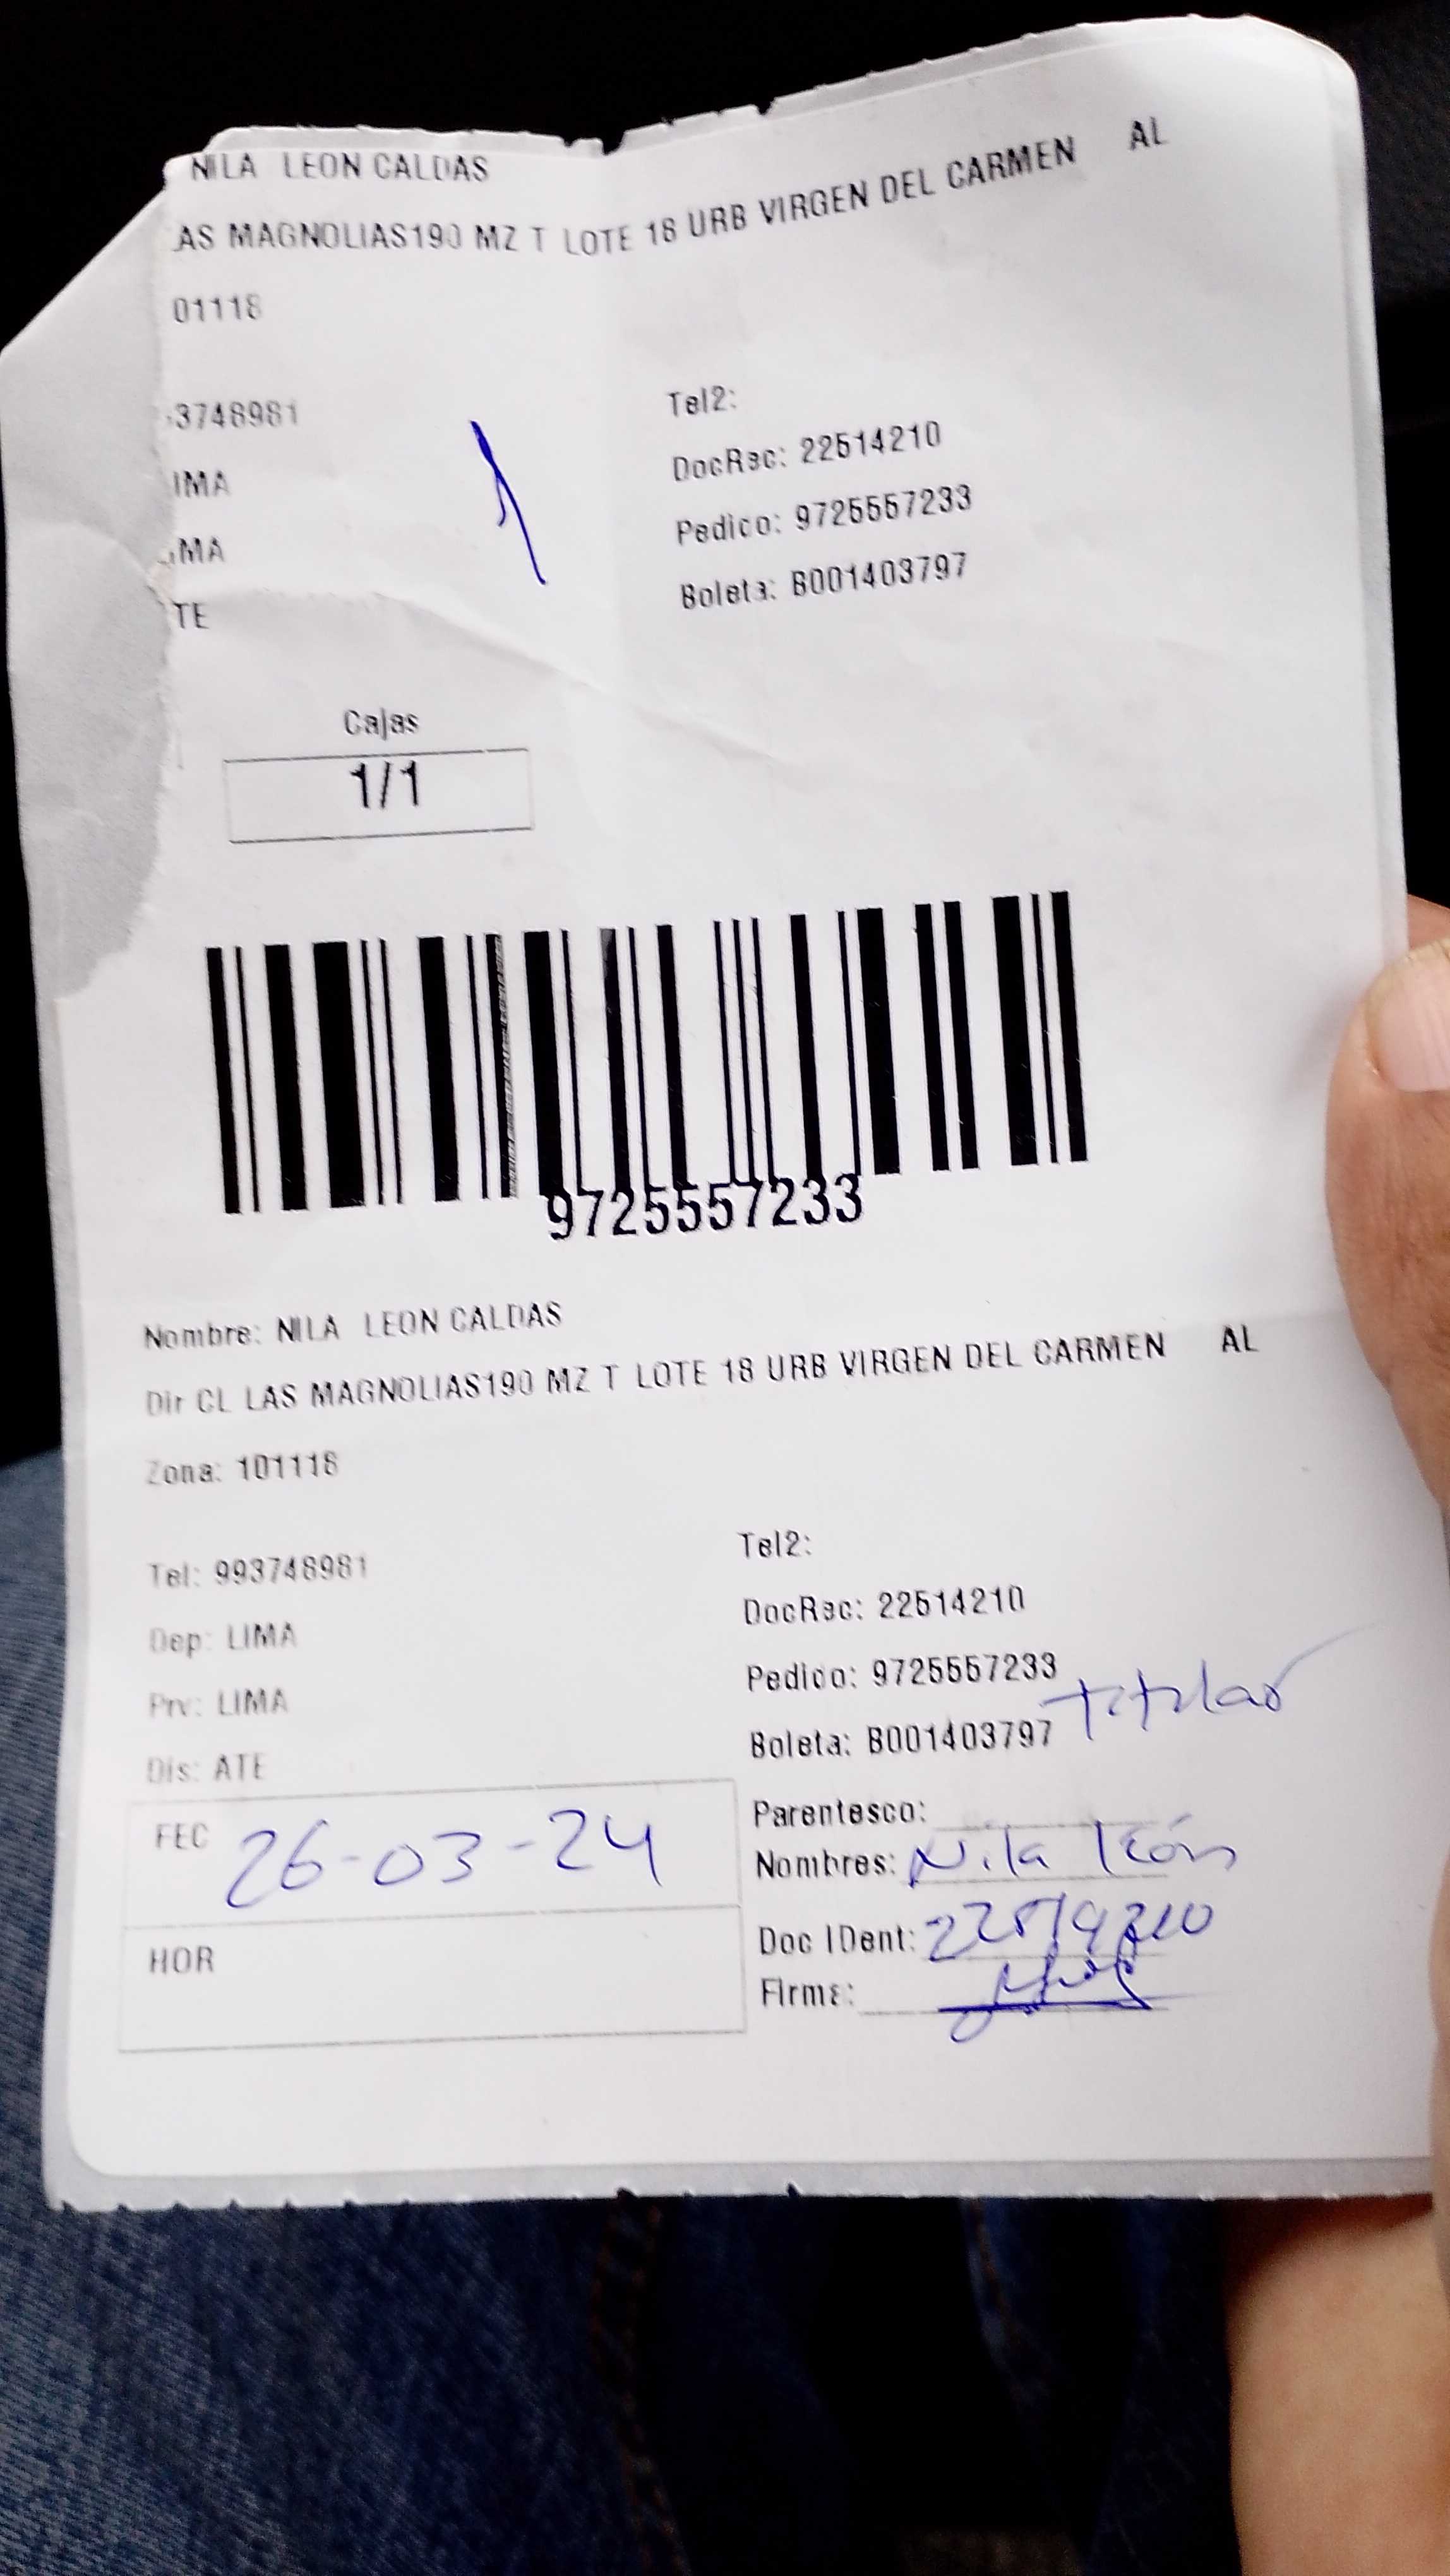 NILA LEON CALDAS
AS MAGNOLIAS190 MZ T LOTE 18 URB VIRGEN DEL CARMEN AL
01118
3748981
Tel2:
IMA
DocRec: 22514210
MA
Pedido: 9725557233
TE
Boleta: B001403797
Cajas
1/1
9725557233
Nombre: NILA LEON CALDAS
Dir CL LAS MAGNOLIAS190 MZ T LOTE 18 URB VIRGEN DEL CARMEN AL
Zona: 101118
Tel: 993748981
Tel2:
Dep: LIMA
DocRec: 22514210
Prv: LIMA
Pedido: 9725557233
titular
Dis: ATE
Boleta: B001403797
FEC 26-03-24
Parentesco:
Nombres: Nila León
HOR
Doc IDent: 22514210
Firma: